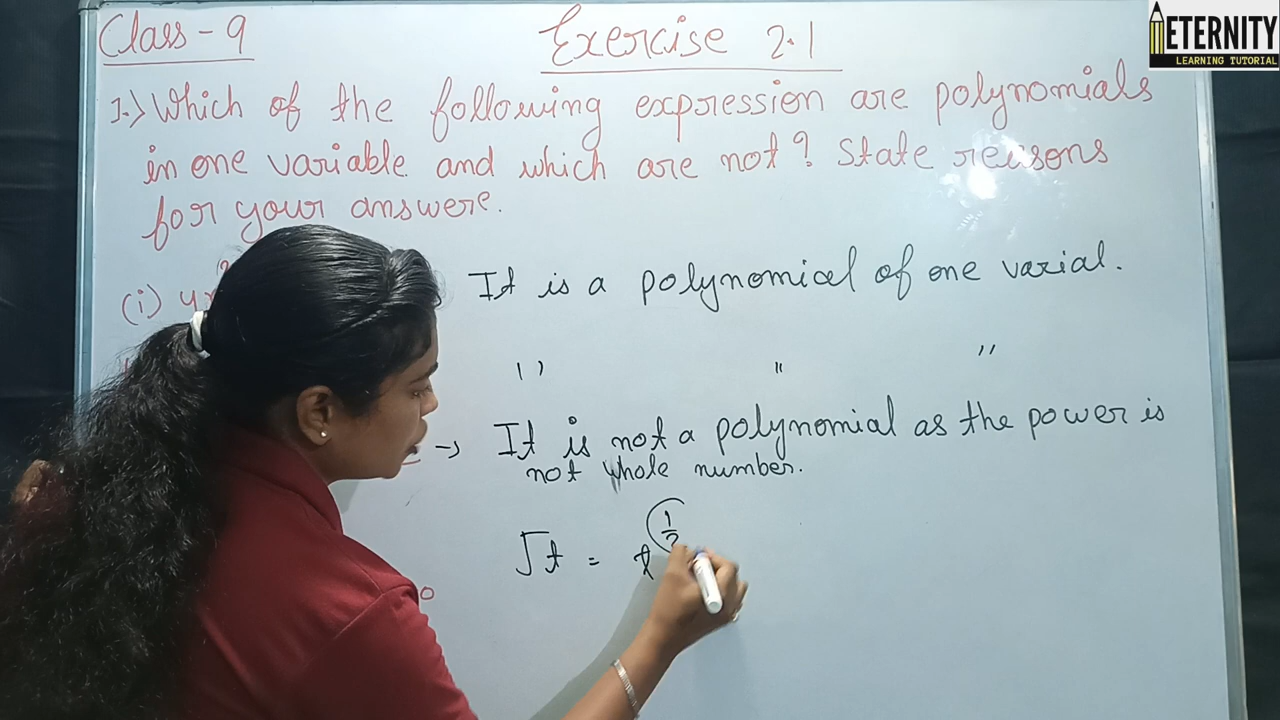 Class - 9
Exercise 2.1
ETERNITY
LEARNING TUTORIAL
1.) Which of the following expression are polynomials
in one variable and which are not? State reasons
for your answere.
(i) 4x
It is a polynomial of one varial.
" " "
→ It is not a polynomial as the power is
not whole number.
√t = t^1/2